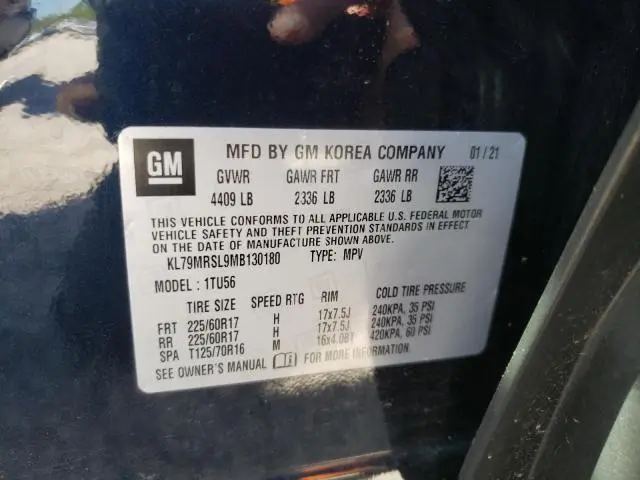 GM MFD BY GM KOREA COMPANY 01/21
GVWR GAWR FRT GAWR RR
4409 LB 2336 LB 2336 LB
THIS VEHICLE CONFORMS TO ALL APPLICABLE U.S. FEDERAL MOTOR
VEHICLE SAFETY AND THEFT PREVENTION STANDARDS IN EFFECT
ON THE DATE OF MANUFACTURE SHOWN ABOVE.
KL79MRSL9MB130180 TYPE: MPV
MODEL: 1TU56
TIRE SIZE SPEED RTG RIM COLD TIRE PRESSURE
FRT 225/60R17 H 17x7.5J 240KPA, 35 PSI
RR 225/60R17 H 17x7.5J 240KPA, 35 PSI
SPA T125/70R16 M 16x4.0BT 420KPA, 60 PSI
SEE OWNER'S MANUAL FOR MORE INFORMATION